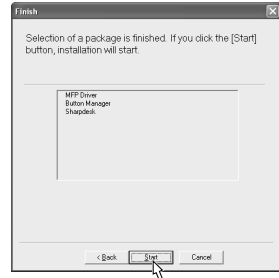 Finish
Selection of a package is finished. If you click the [Start]
button, installation will start.
MFP Driver
Button Manager
Sharpdesk
< Back
Start
Cancel